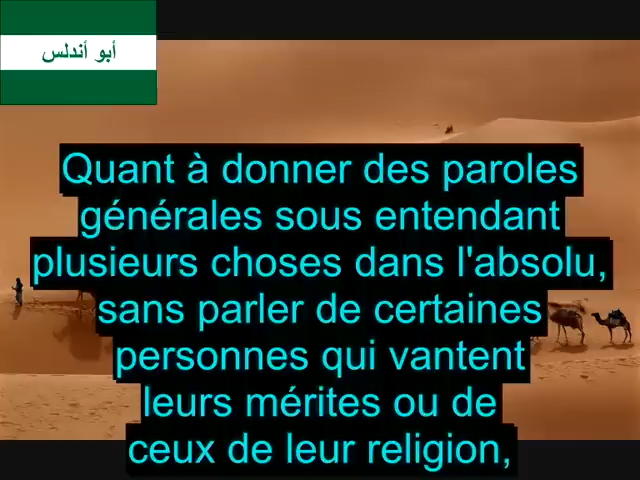 أبو أندلس
Quant à donner des paroles
générales sous entendant
plusieurs choses dans l'absolu,
sans parler de certaines
personnes qui vantent
leurs mérites ou de
ceux de leur religion,